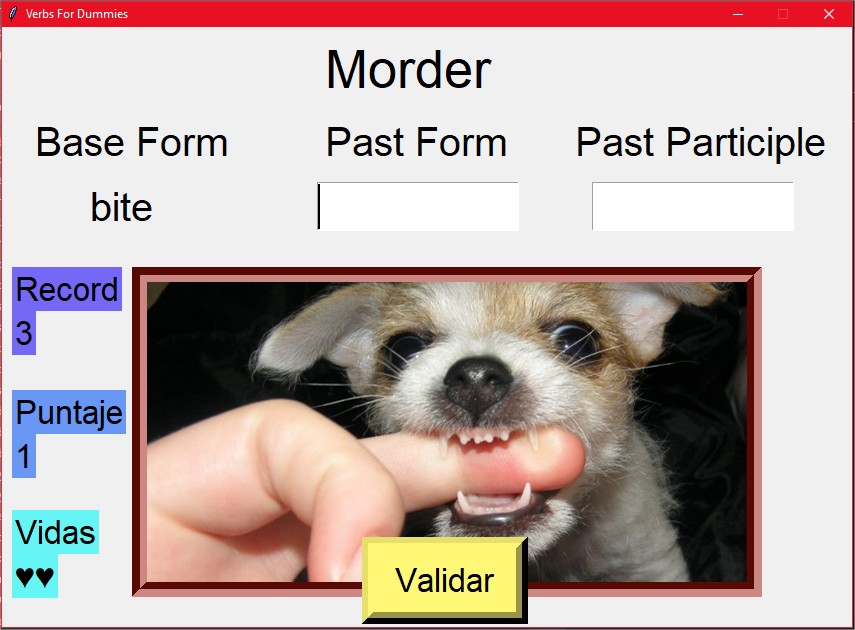 Verbs For Dummies
Morder
Base Form
Past Form
Past Participle
bite
Record
3
Puntaje
1
Vidas
♥♥
Validar